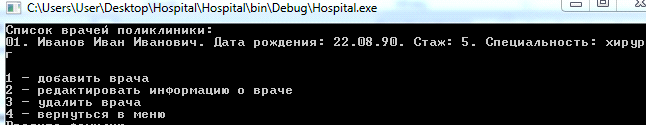 C:\Users\User\Desktop\Hospital\Hospital\bin\Debug\Hospital.exe
Список врачей поликлиники:
01. Иванов Иван Иванович. Дата рождения: 22.08.90. Стаж: 5. Специальность: хирур
г
1 - добавить врача
2 - редактировать информацию о враче
3 - удалить врача
4 - вернуться в меню